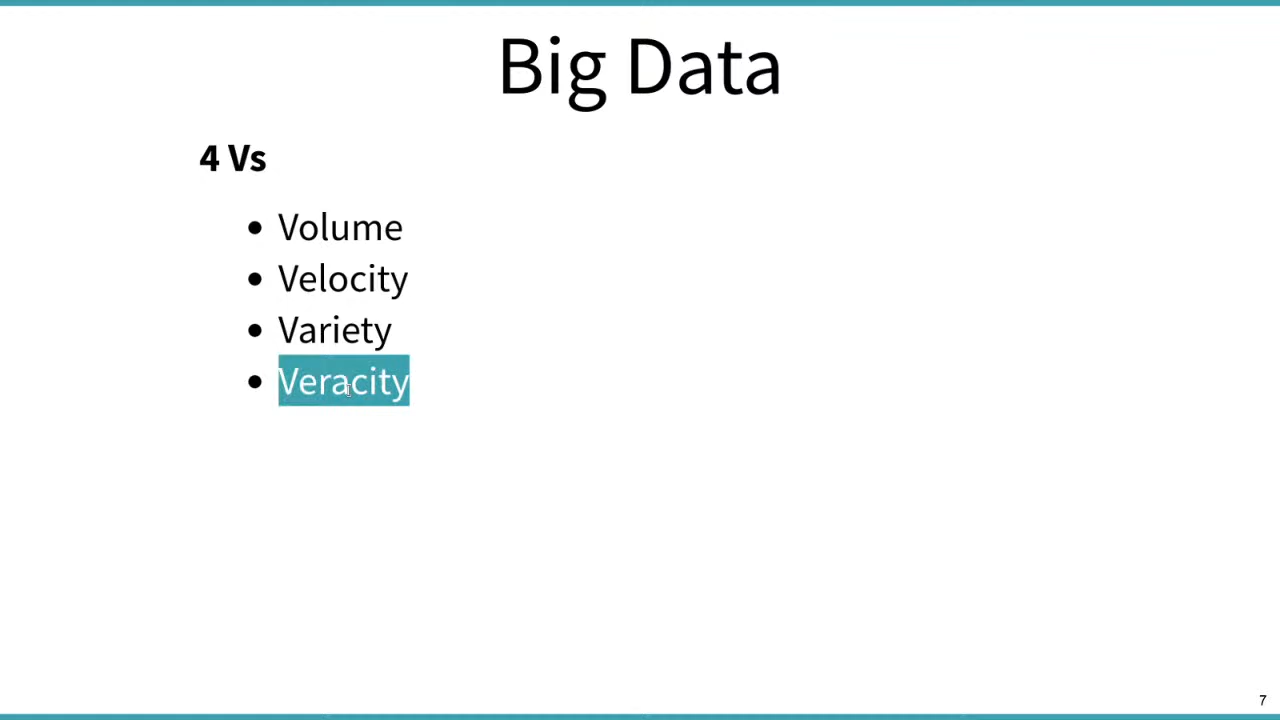 Big Data
4 Vs
• Volume
• Velocity
• Variety
• Veracity
7